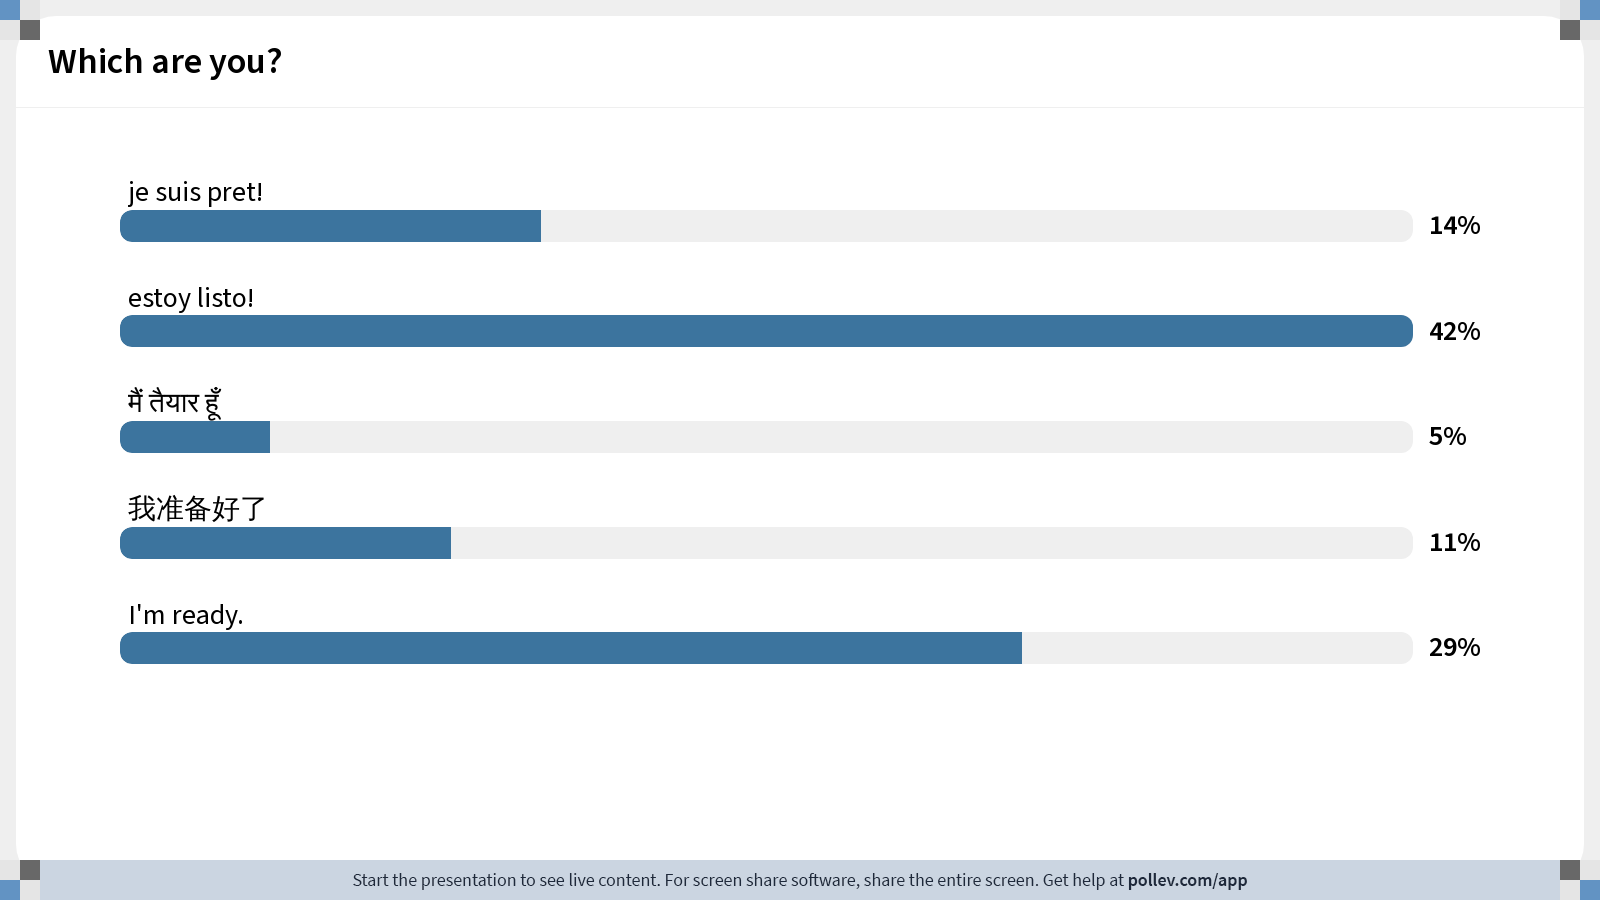 Which are you?
je suis pret!
14%
estoy listo!
42%
मैं तैयार हूँ
5%
我准备好了
11%
I'm ready.
29%
Start the presentation to see live content. For screen share software, share the entire screen. Get help at pollev.com/app